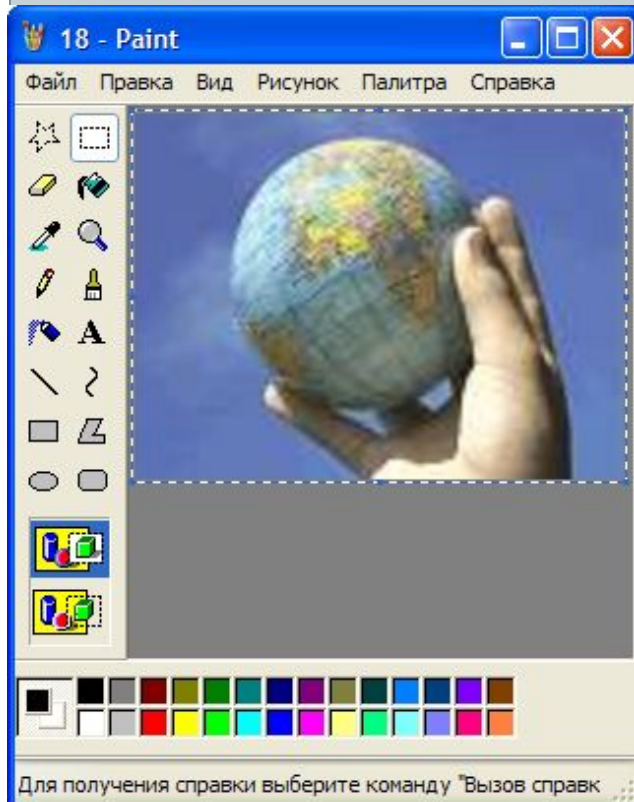 18 - Paint
Файл Правка Вид Рисунок Палитра Справка
A
Для получения справки выберите команду "Вызов справк